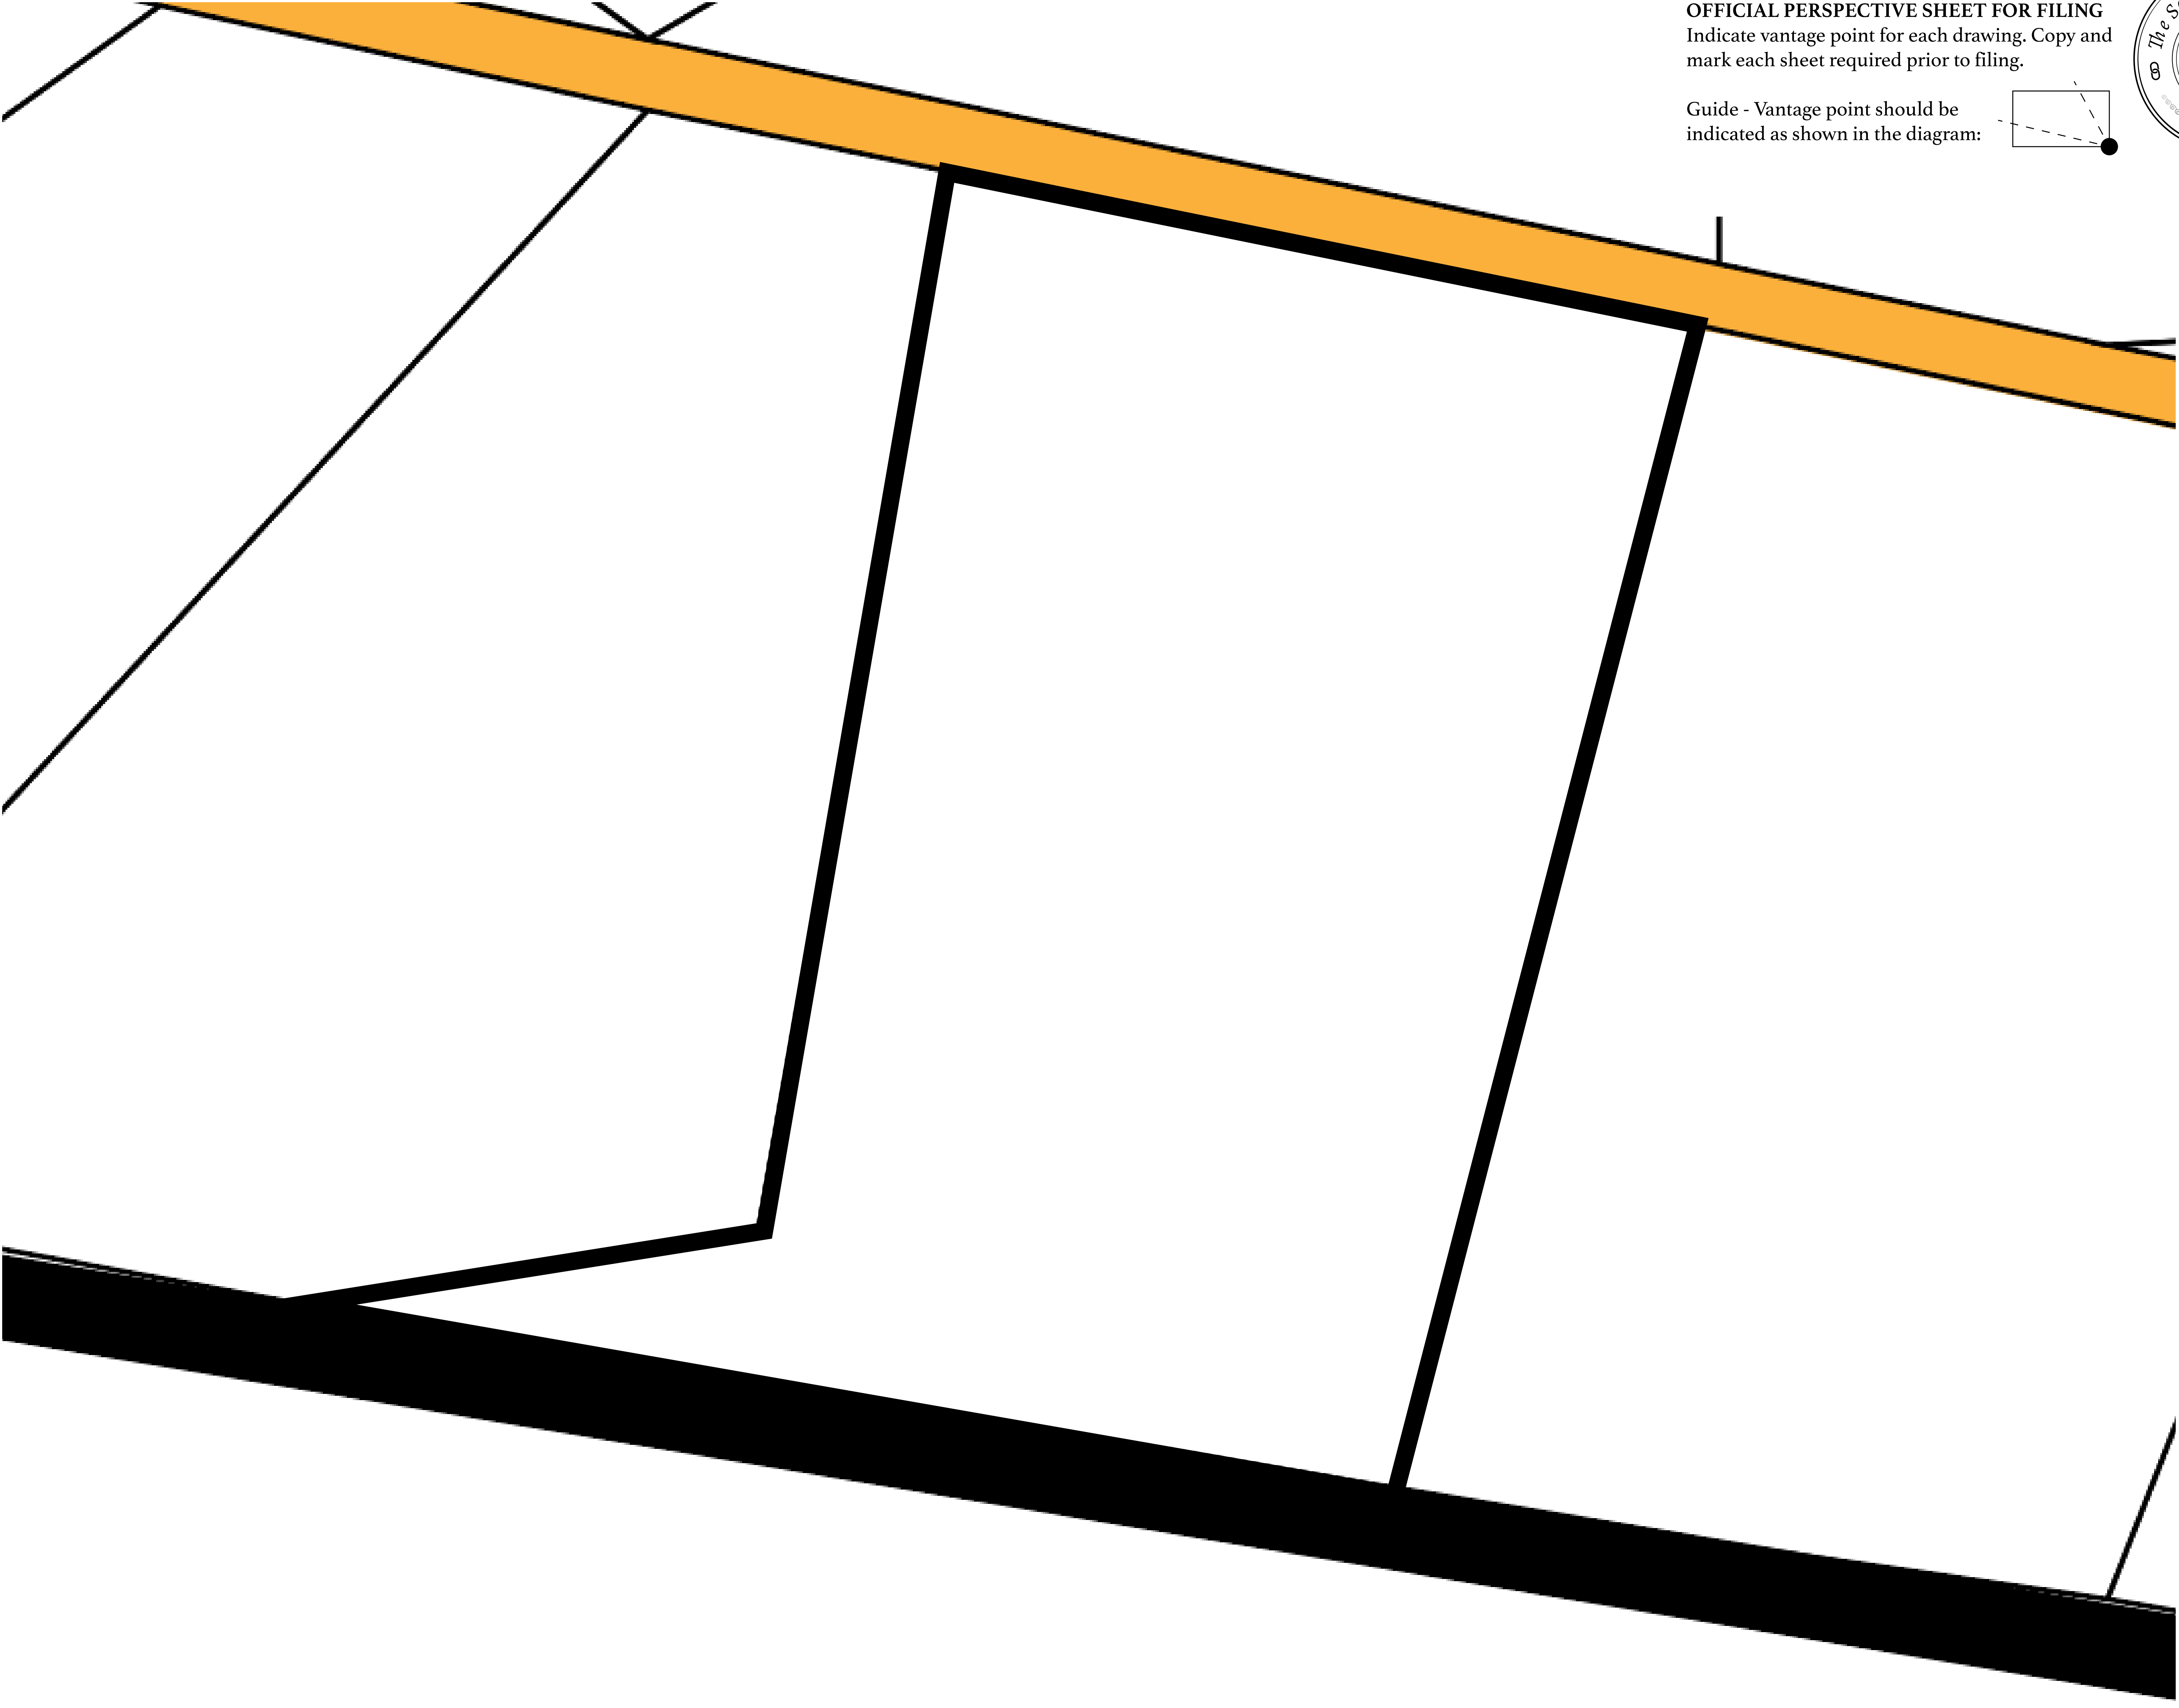 OFFICIAL PERSPECTIVE SHEET FOR FILING
Indicate vantage point for each drawing. Copy and
mark each sheet required prior to filing.
Guide - Vantage point should be
indicated as shown in the diagram:
The